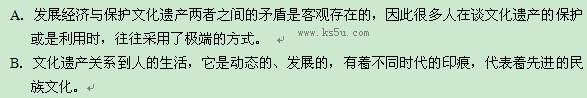 A. 发展经济与保护文化遗产两者之间的矛盾是客观存在的，因此很多人在谈文化遗产的保护
或是利用时，往往采用了极端的方式。
www.ks5u.com
B. 文化遗产关系到人的生活，它是动态的、发展的，有着不同时代的印痕，代表着先进的民
族文化。